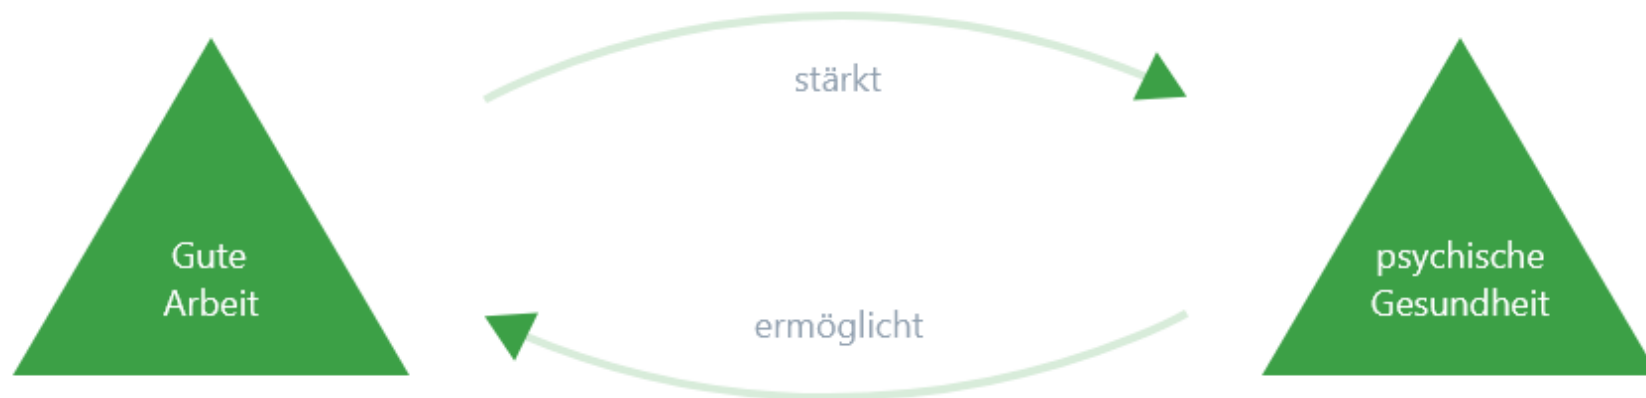 stärkt
Gute
Arbeit
psychische
Gesundheit
ermöglicht